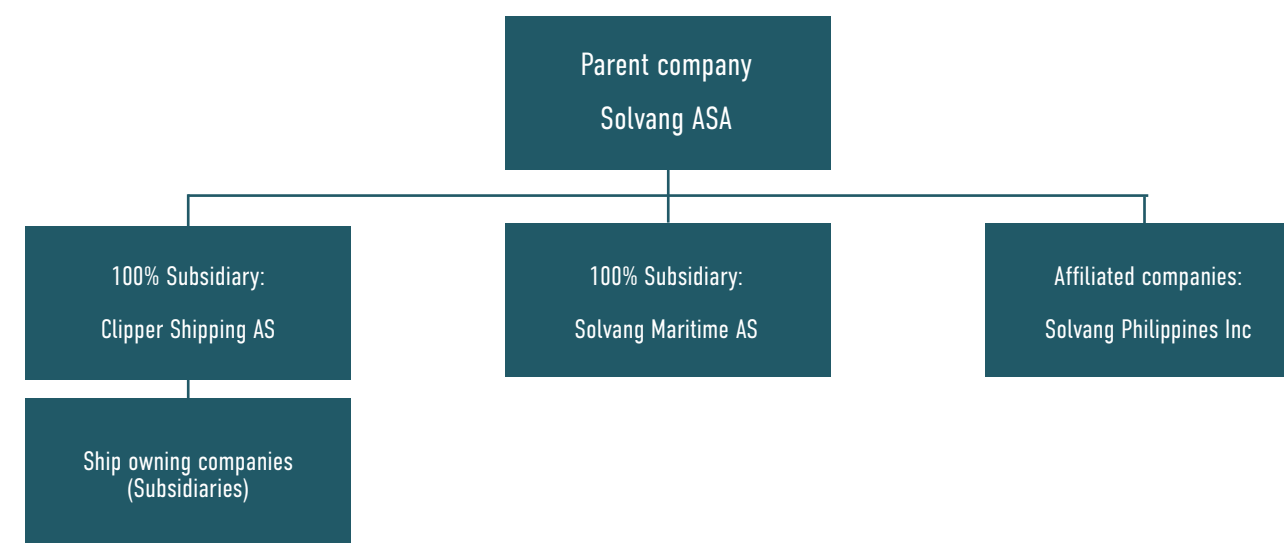 Parent company
Solvang ASA
100% Subsidiary:
Clipper Shipping AS
100% Subsidiary:
Solvang Maritime AS
Affiliated companies:
Solvang Philippines Inc
Ship owning companies
(Subsidiaries)